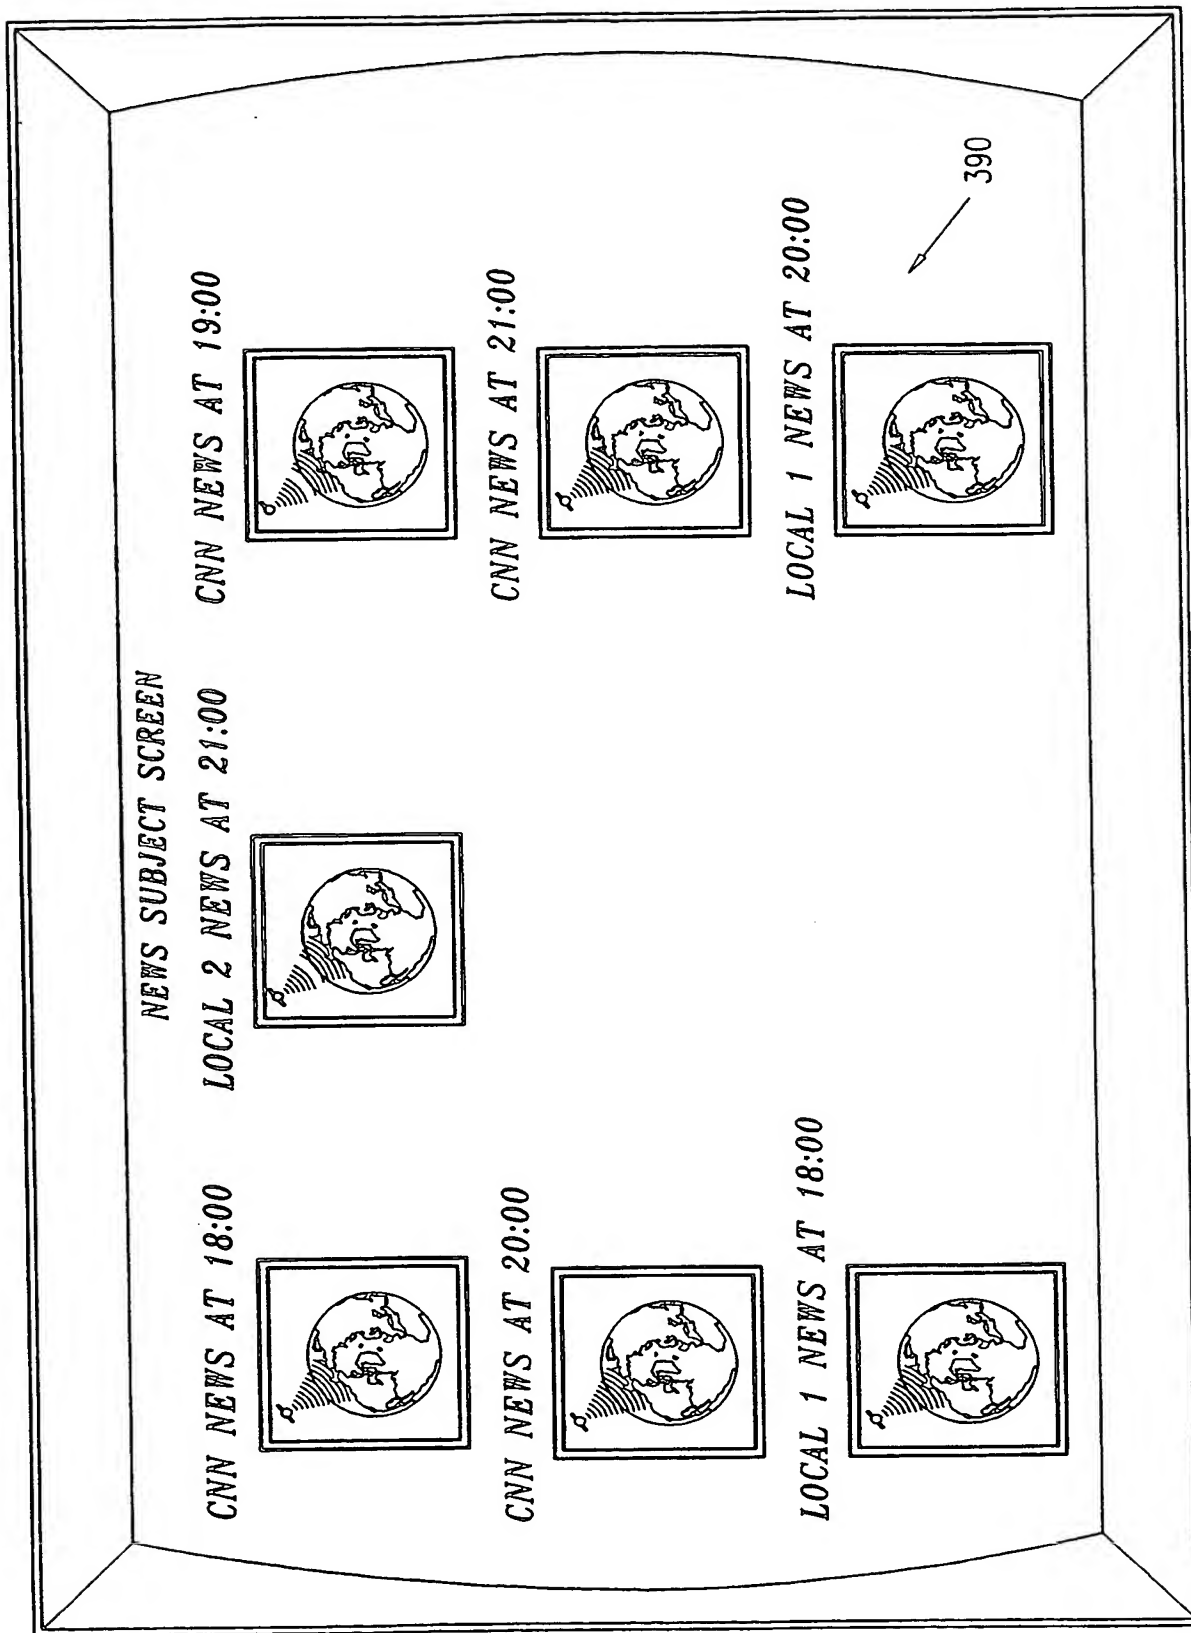 NEWS SUBJECT SCREEN
CNN NEWS AT 18:00
LOCAL 2 NEWS AT 21:00
CNN NEWS AT 19:00
CNN NEWS AT 20:00
CNN NEWS AT 21:00
LOCAL 1 NEWS AT 18:00
LOCAL 1 NEWS AT 20:00
390